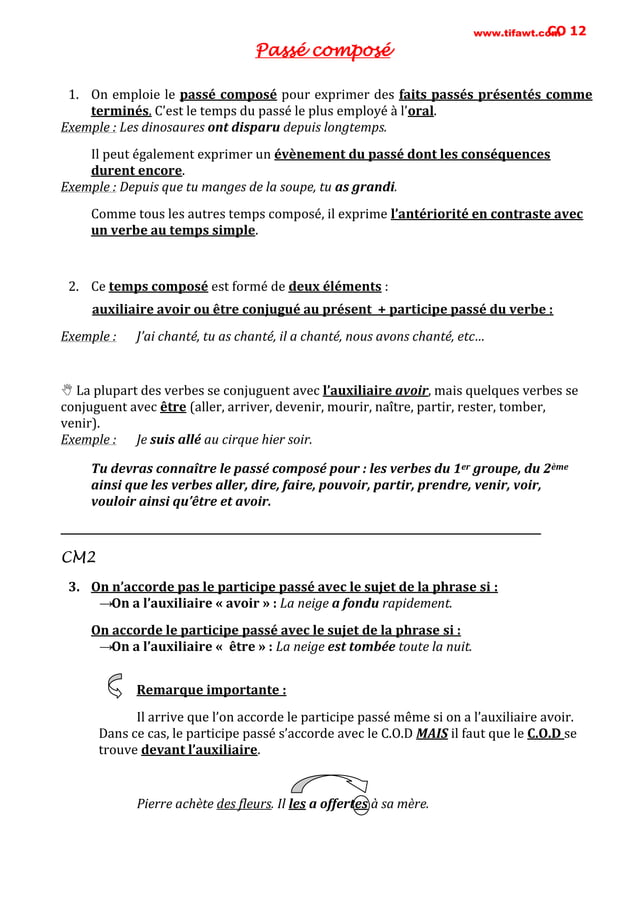 www.tifawt.com CO 12
Passé composé
1. On emploie le passé composé pour exprimer des faits passés présentés comme
terminés. C'est le temps du passé le plus employé à l'oral.
Exemple : Les dinosaures ont disparu depuis longtemps.
Il peut également exprimer un évènement du passé dont les conséquences
durent encore.
Exemple : Depuis que tu manges de la soupe, tu as grandi.
Comme tous les autres temps composé, il exprime l'antériorité en contraste avec
un verbe au temps simple.
2. Ce temps composé est formé de deux éléments :
auxiliaire avoir ou être conjugué au présent + participe passé du verbe :
Exemple : J'ai chanté, tu as chanté, il a chanté, nous avons chanté, etc…
La plupart des verbes se conjuguent avec l'auxiliaire avoir, mais quelques verbes se
conjuguent avec être (aller, arriver, devenir, mourir, naître, partir, rester, tomber,
venir).
Exemple : Je suis allé au cirque hier soir.
Tu devras connaître le passé composé pour : les verbes du 1er groupe, du 2ème
ainsi que les verbes aller, dire, faire, pouvoir, partir, prendre, venir, voir,
vouloir ainsi qu'être et avoir.
CM2
3. On n'accorde pas le participe passé avec le sujet de la phrase si :
→On a l'auxiliaire « avoir » : La neige a fondu rapidement.
On accorde le participe passé avec le sujet de la phrase si :
→On a l'auxiliaire « être » : La neige est tombée toute la nuit.
Remarque importante :
Il arrive que l'on accorde le participe passé même si on a l'auxiliaire avoir.
Dans ce cas, le participe passé s'accorde avec le C.O.D MAIS il faut que le C.O.D se
trouve devant l'auxiliaire.
Pierre achète des fleurs. Il les a offertes à sa mère.